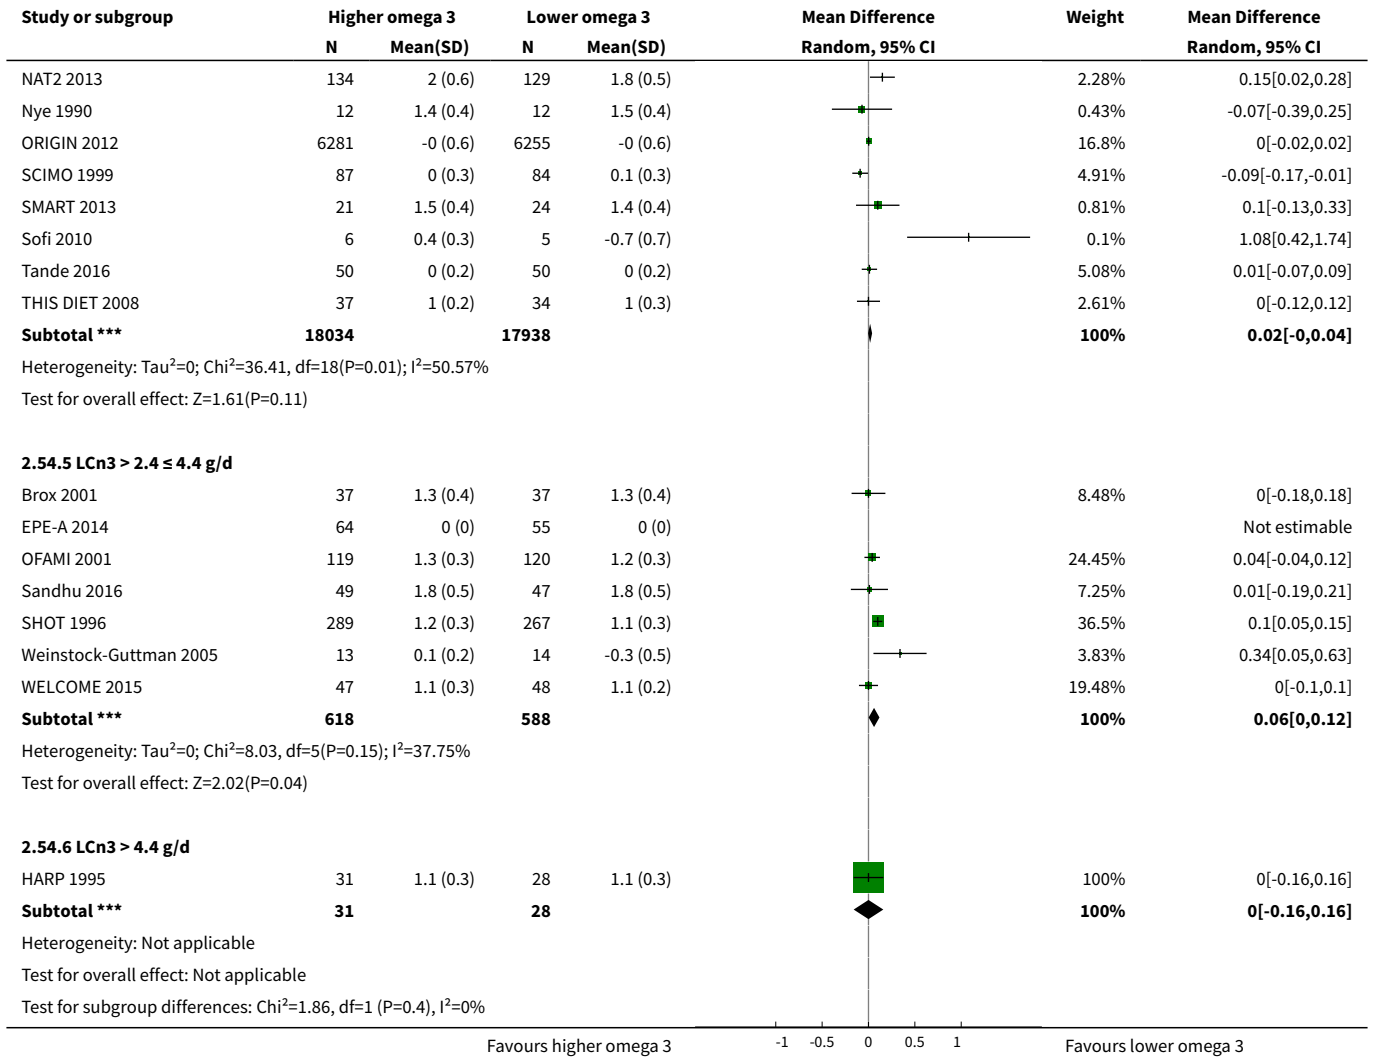 Study or subgroup Higher omega 3 Lower omega 3 Mean Difference Weight Mean Difference
N Mean(SD) N Mean(SD) Random, 95% CI Random, 95% CI
NAT2 2013 134 2 (0.6) 129 1.8 (0.5) 2.28% 0.15[0.02,0.28]
Nye 1990 12 1.4 (0.4) 12 1.5 (0.4) 0.43% -0.07[-0.39,0.25]
ORIGIN 2012 6281 -0 (0.6) 6255 -0 (0.6) 16.8% 0[-0.02,0.02]
SCIMO 1999 87 0 (0.3) 84 0.1 (0.3) 4.91% -0.09[-0.17,-0.01]
SMART 2013 21 1.5 (0.4) 24 1.4 (0.4) 0.81% 0.1[-0.13,0.33]
Sofi 2010 6 0.4 (0.3) 5 -0.7 (0.7) 0.1% 1.08[0.42,1.74]
Tande 2016 50 0 (0.2) 50 0 (0.2) 5.08% 0.01[-0.07,0.09]
THIS DIET 2008 37 1 (0.2) 34 1 (0.3) 2.61% 0[-0.12,0.12]
Subtotal *** 18034 17938 100% 0.02[-0,0.04]
Heterogeneity: Tau²=0; Chi²=36.41, df=18(P=0.01); I²=50.57%
Test for overall effect: Z=1.61(P=0.11)
2.54.5 LCn3 > 2.4 ≤ 4.4 g/d
Brox 2001 37 1.3 (0.4) 37 1.3 (0.4) 8.48% 0[-0.18,0.18]
EPE-A 2014 64 0 (0) 55 0 (0) Not estimable
OFAMI 2001 119 1.3 (0.3) 120 1.2 (0.3) 24.45% 0.04[-0.04,0.12]
Sandhu 2016 49 1.8 (0.5) 47 1.8 (0.5) 7.25% 0.01[-0.19,0.21]
SHOT 1996 289 1.2 (0.3) 267 1.1 (0.3) 36.5% 0.1[0.05,0.15]
Weinstock-Guttman 2005 13 0.1 (0.2) 14 -0.3 (0.5) 3.83% 0.34[0.05,0.63]
WELCOME 2015 47 1.1 (0.3) 48 1.1 (0.2) 19.48% 0[-0.1,0.1]
Subtotal *** 618 588 100% 0.06[0,0.12]
Heterogeneity: Tau²=0; Chi²=8.03, df=5(P=0.15); I²=37.75%
Test for overall effect: Z=2.02(P=0.04)
2.54.6 LCn3 > 4.4 g/d
HARP 1995 31 1.1 (0.3) 28 1.1 (0.3) 100% 0[-0.16,0.16]
Subtotal *** 31 28 100% 0[-0.16,0.16]
Heterogeneity: Not applicable
Test for overall effect: Not applicable
Test for subgroup differences: Chi²=1.86, df=1 (P=0.4), I²=0%
Favours higher omega 3 -1 -0.5 0 0.5 1 Favours lower omega 3